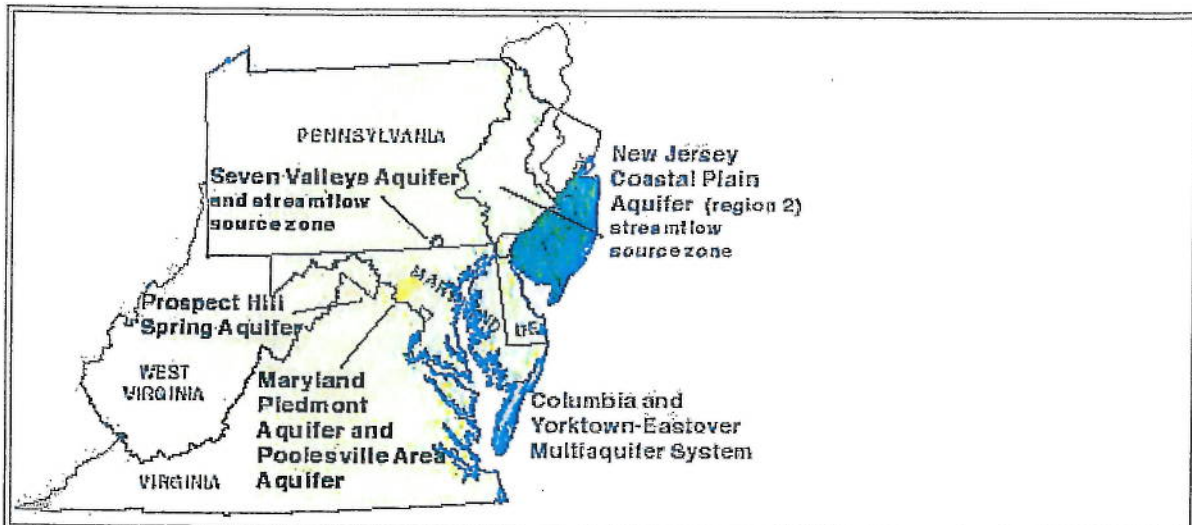 PENNSYLVANIA
Seven Valleys Aquifer
and streamflow
source zone
New Jersey
Coastal Plain
Aquifer (region 2)
streamflow
source zone
MARYLAND
DE
Prospect Hill
Spring Aquifer
WEST
VIRGINIA
Maryland
Piedmont
Aquifer and
Poolesville Area
Aquifer
Columbia and
Yorktown-Eastover
Multiaquifer System
VIRGINIA